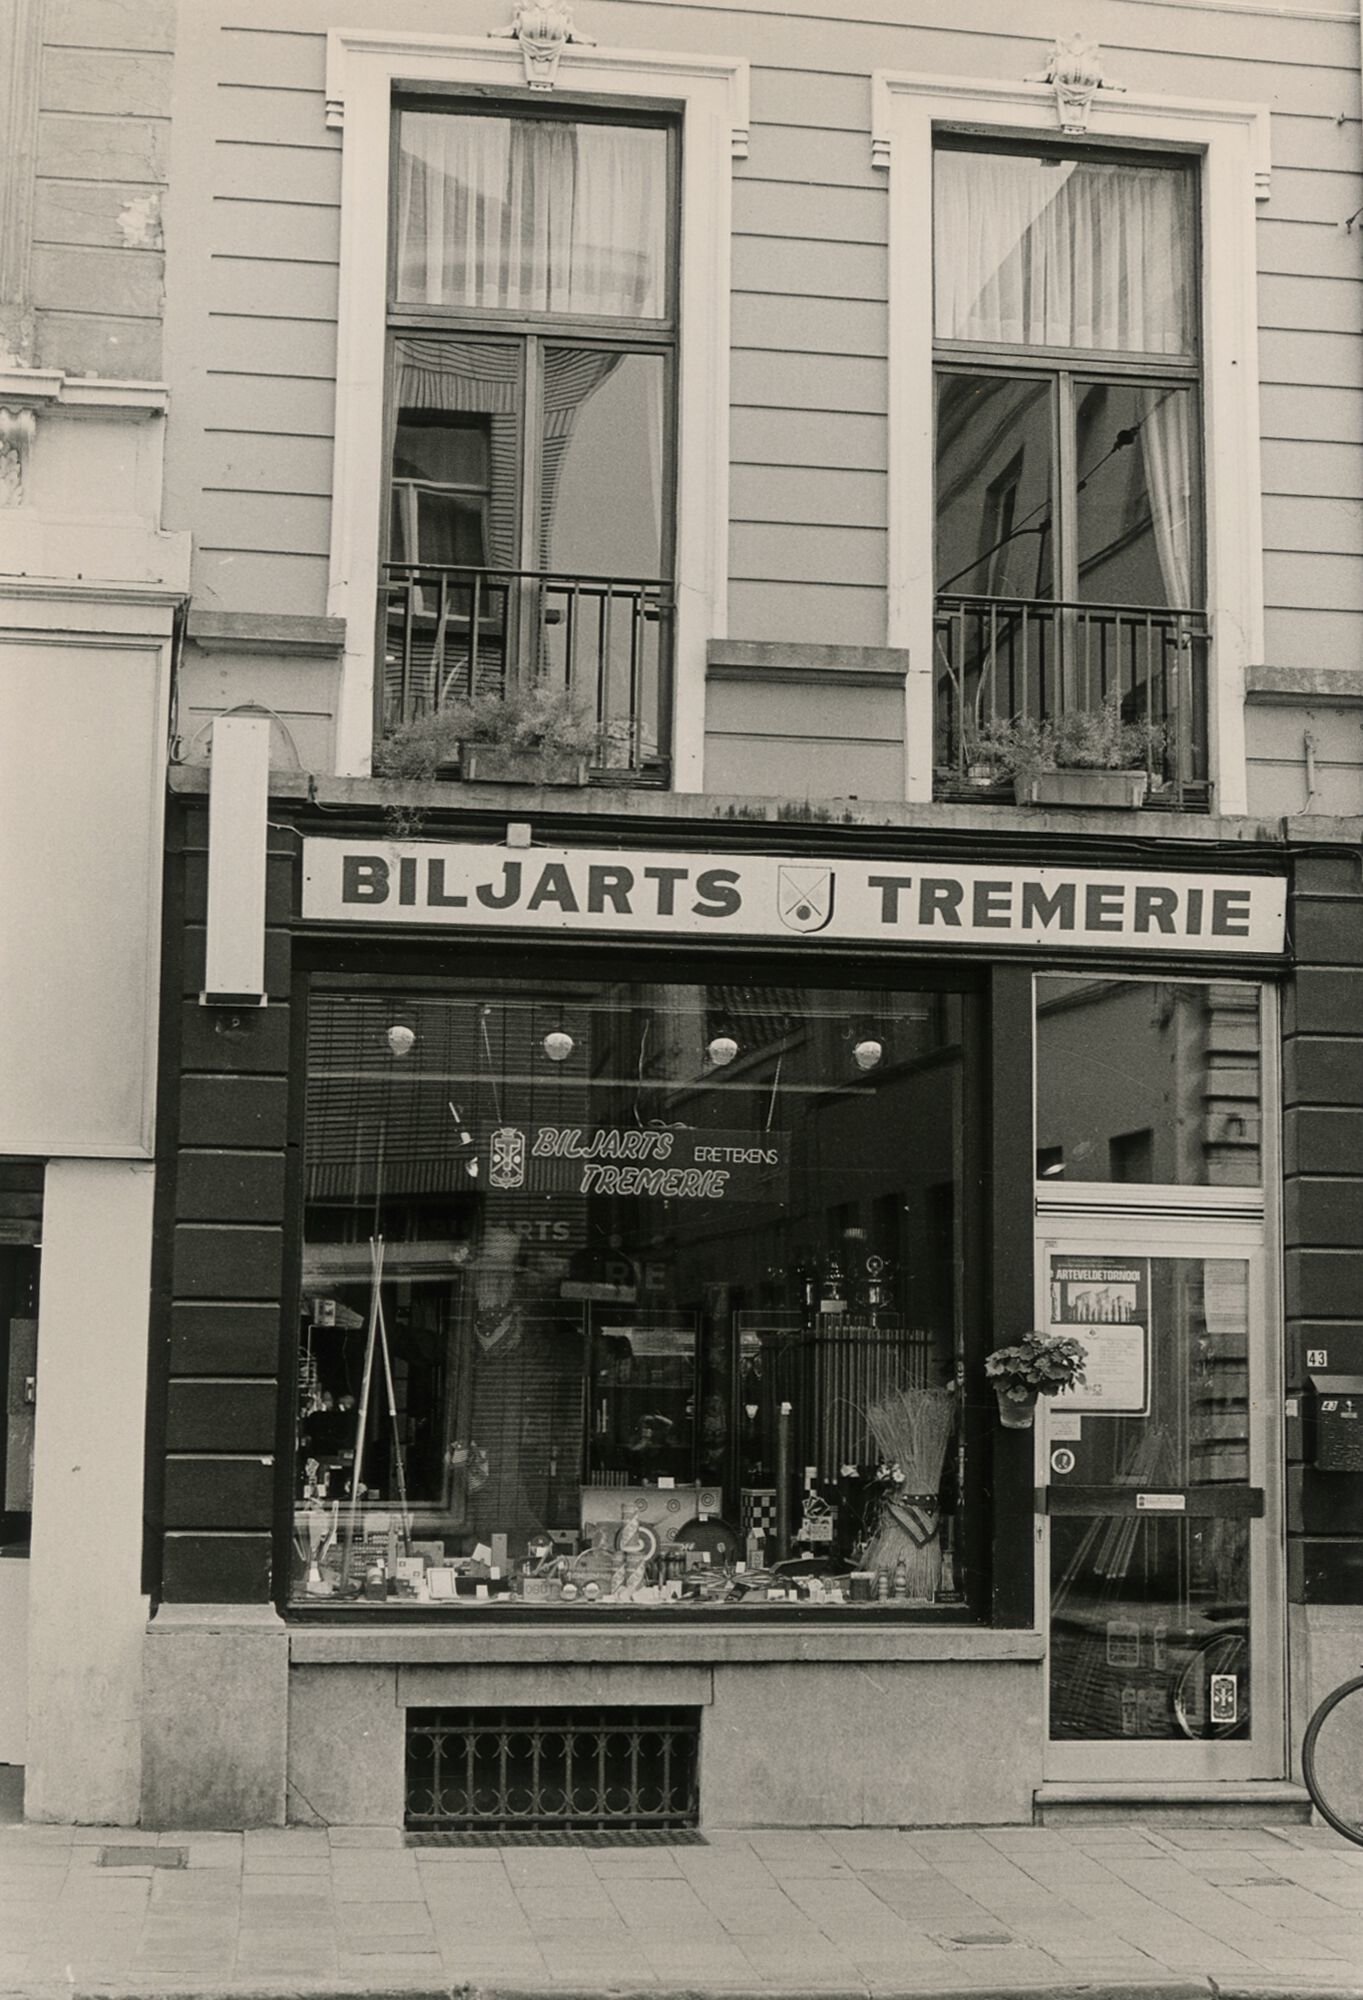 BILJARTS TREMERIE
BILJARTS ERETEKENS
TREMERIE
ARTEVELDETORNOOI
43
43